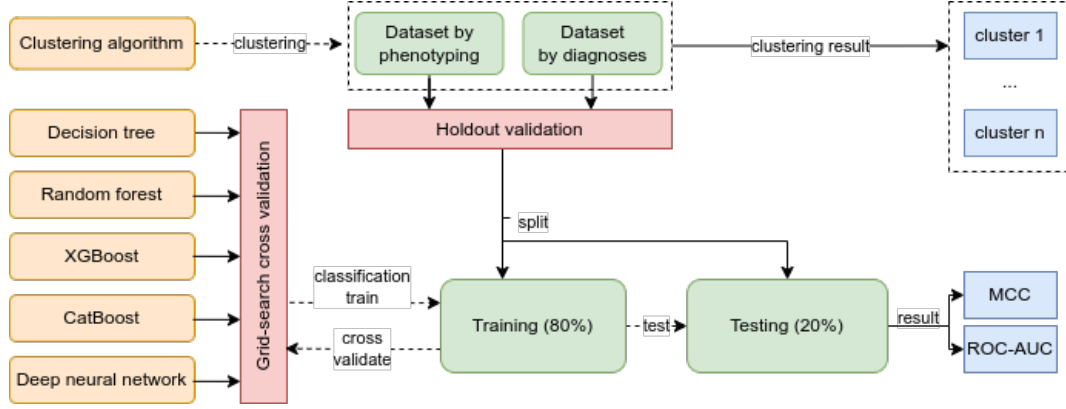 Clustering algorithm
clustering
Dataset by
phenotyping
Dataset
by diagnoses
clustering result
cluster 1
...
cluster n
Holdout validation
Decision tree
Random forest
XGBoost
CatBoost
Deep neural network
Grid-search cross validation
split
classification
train
cross
validate
Training (80%)
test
Testing (20%)
result
MCC
ROC-AUC